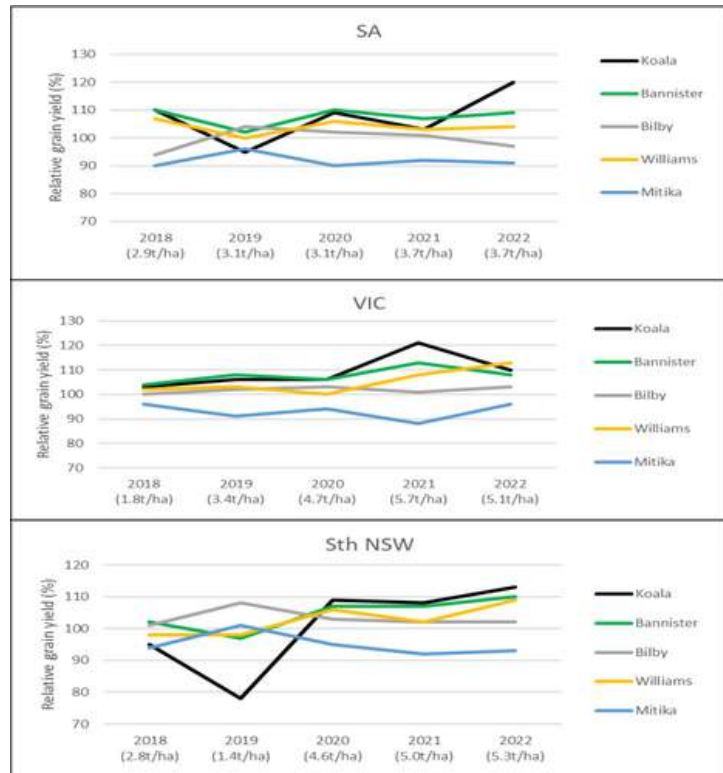 SA
Relative grain yield (%)
130
120
110
100
90
80
70
2018
(2.9t/ha)
2019
(3.1t/ha)
2020
(3.1t/ha)
2021
(3.7t/ha)
2022
(3.7t/ha)
Koala
Bannister
Bilby
Williams
Mitika
VIC
Relative grain yield (%)
130
120
110
100
90
80
70
2018
(1.8t/ha)
2019
(3.4t/ha)
2020
(4.7t/ha)
2021
(5.7t/ha)
2022
(5.1t/ha)
Koala
Bannister
Bilby
Williams
Mitika
Sth NSW
Relative grain yield (%)
120
110
100
90
80
70
2018
(2.8t/ha)
2019
(1.4t/ha)
2020
(4.6t/ha)
2021
(5.0t/ha)
2022
(5.3t/ha)
Koala
Bannister
Bilby
Williams
Mitika